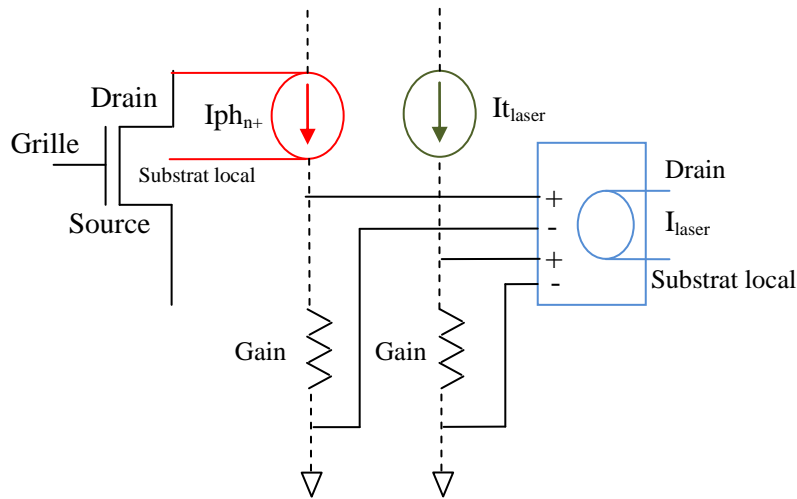 Drain
Grille
Source
Substrat local
Iphn+
Itlaser
+
-
+
-
Drain
Ilaser
Substrat local
Gain
Gain